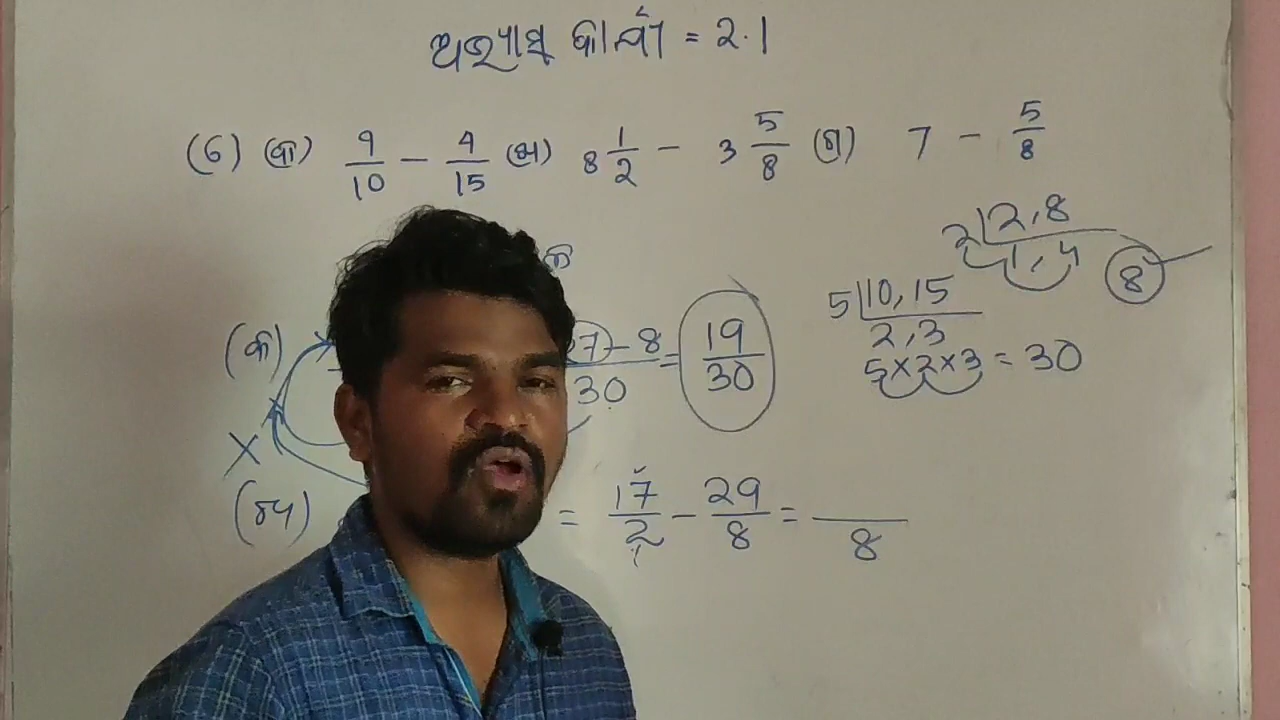 ଅଭ୍ୟାସ କାର୍ଯ୍ୟ = 2.1
(6) (କ) 9/10 - 4/15 (ଖ) 8 1/2 - 3 5/8 (ଗ) 7 - 5/8
2 | 2, 8
1, 4 8
5 | 10, 15
2, 3
5 × 2 × 3 = 30
(କ) 27 - 8 / 30 = 19/30
×
(ଖ) = 17/2 - 29/8 = /8